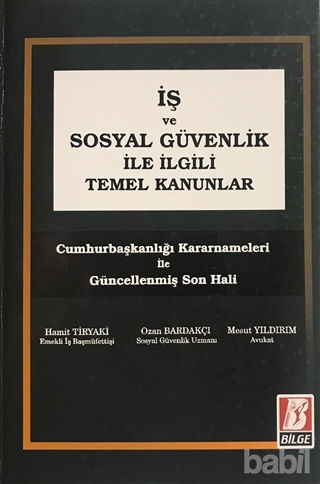 İŞ
ve
SOSYAL GÜVENLİK
İLE İLGİLİ
TEMEL KANUNLAR
Cumhurbaşkanlığı Kararnameleri
İle
Güncellenmiş Son Hali
Hamit TİRYAKİ
Emekli İş Başmüfettişi
Ozan BARDAKÇI
Sosyal Güvenlik Uzmanı
Mesut YILDIRIM
Avukat
B
BİLGE
babil